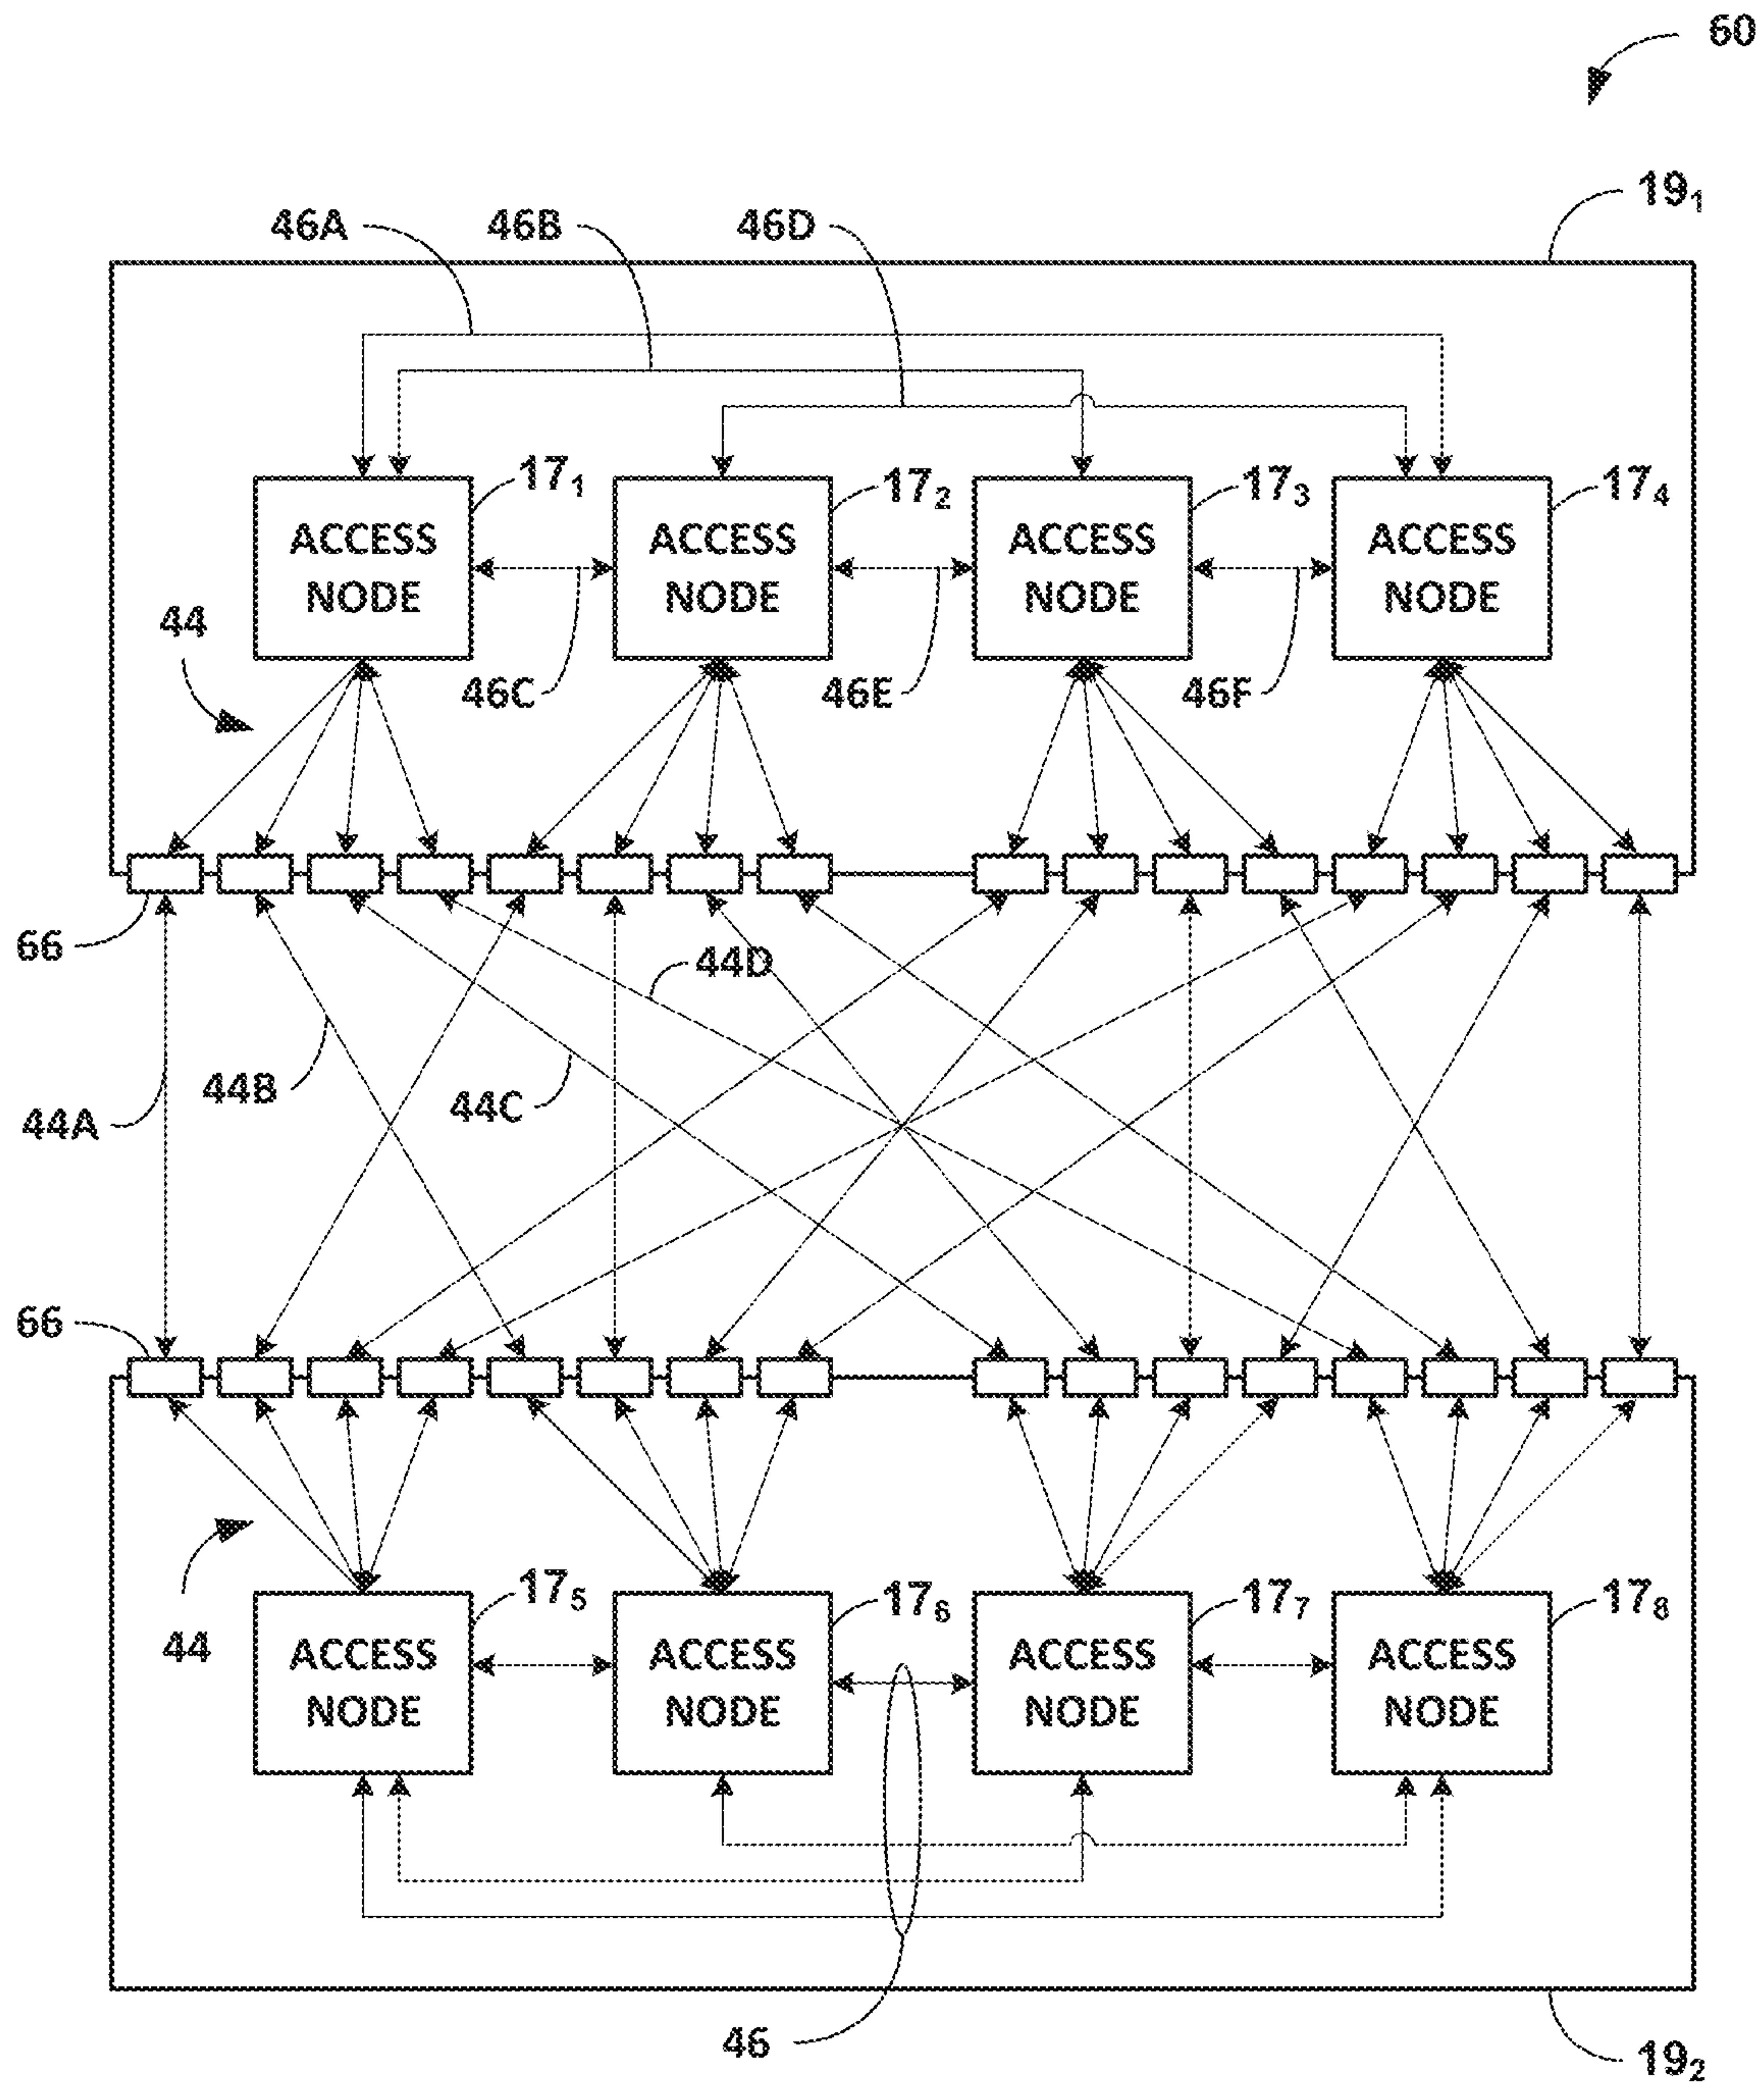 60
19₁
46A 46B 46D
17₁ 17₂ 17₃ 17₄
ACCESS NODE
ACCESS NODE
ACCESS NODE
ACCESS NODE
44
46C 46E 46F
66
44D
44B
44C
44A
66
44
17₅ 17₆ 17₇ 17₈
ACCESS NODE
ACCESS NODE
ACCESS NODE
ACCESS NODE
46
19₂